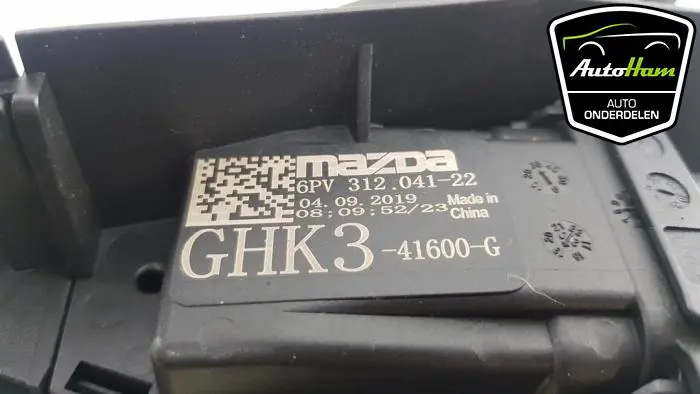 AutoHam
AUTO
ONDERDELEN
mazda
6PV 312.041-22
04.09.2019 Made in
08:09:52/23 China
GHK3 -41600-G